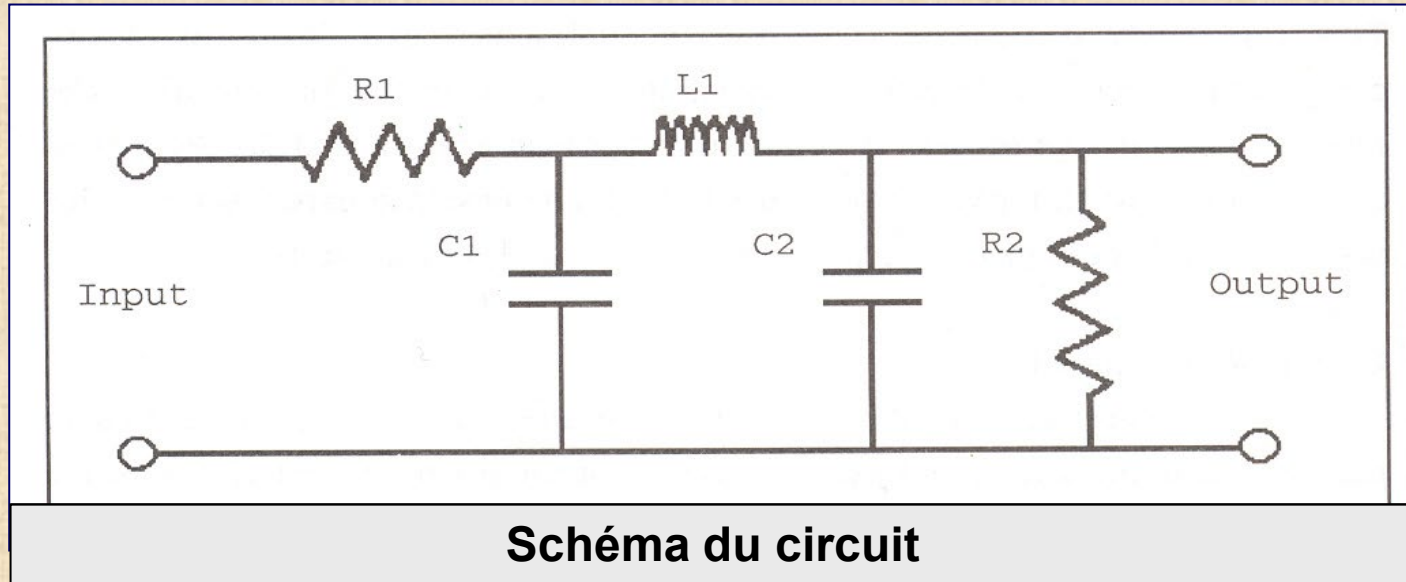 R1
L1
C1
C2
R2
Input
Output
Schéma du circuit